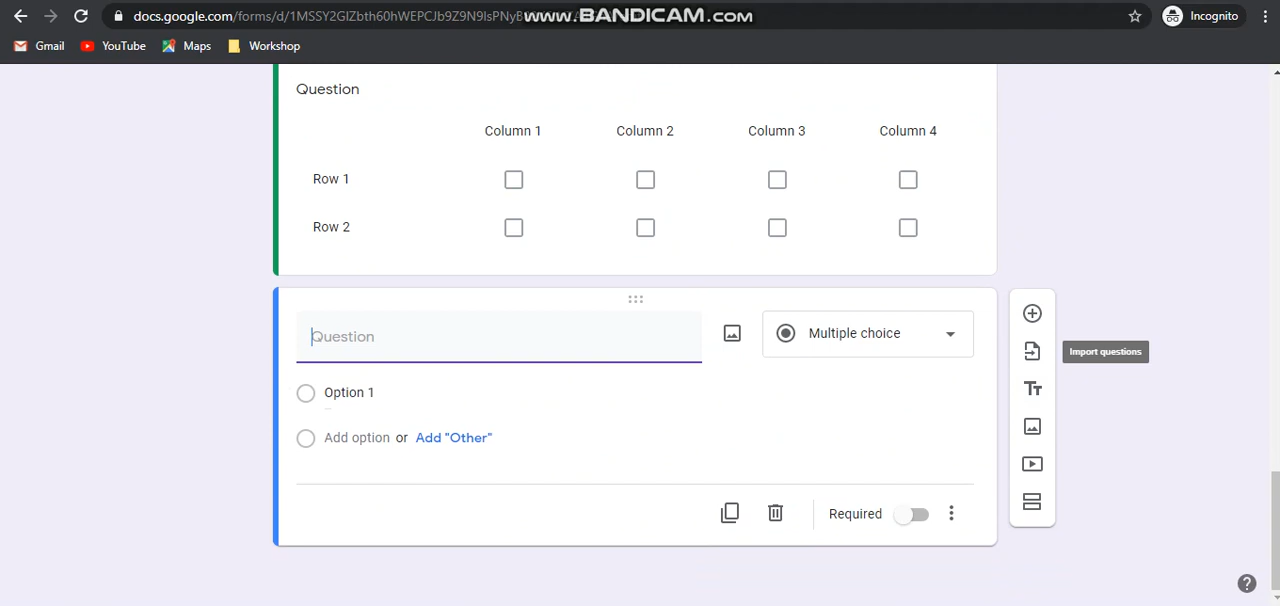 docs.google.com/forms/d/1MSSY2GIZbth60hWEPCJb9Z9N9lsPNyB
www.BANDICAM.com
Incognito
Gmail YouTube Maps Workshop
Question
Column 1 Column 2 Column 3 Column 4
Row 1
Row 2
Question
Multiple choice
Import questions
Option 1
Add option or Add "Other"
Required